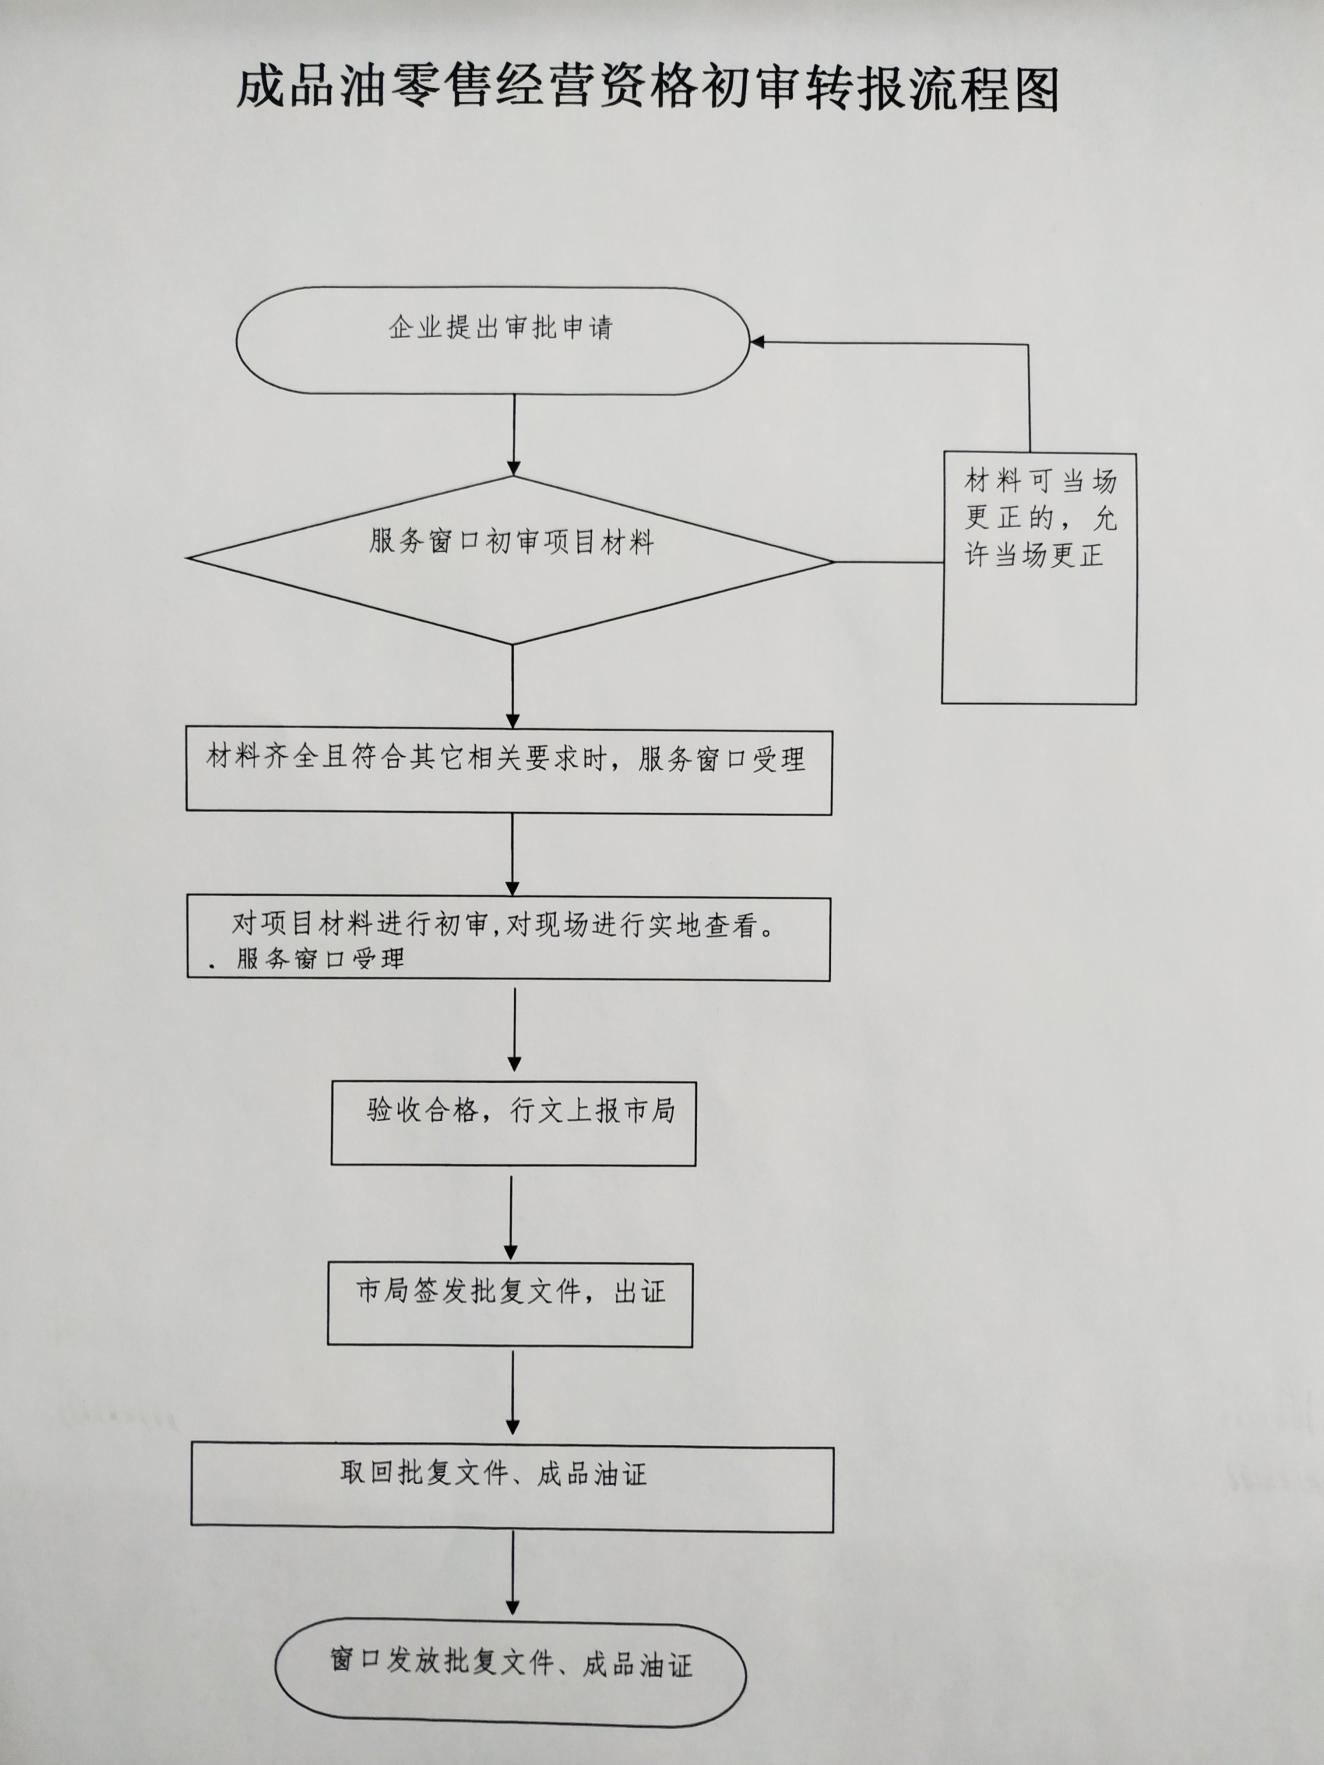 成品油零售经营资格初审转报流程图
企业提出审批申请
服务窗口初审项目材料
材料可当场
更正的，允
许当场更正
材料齐全且符合其它相关要求时，服务窗口受理
对项目材料进行初审,对现场进行实地查看。
．服务窗口受理
验收合格，行文上报市局
市局签发批复文件，出证
取回批复文件、成品油证
窗口发放批复文件、成品油证